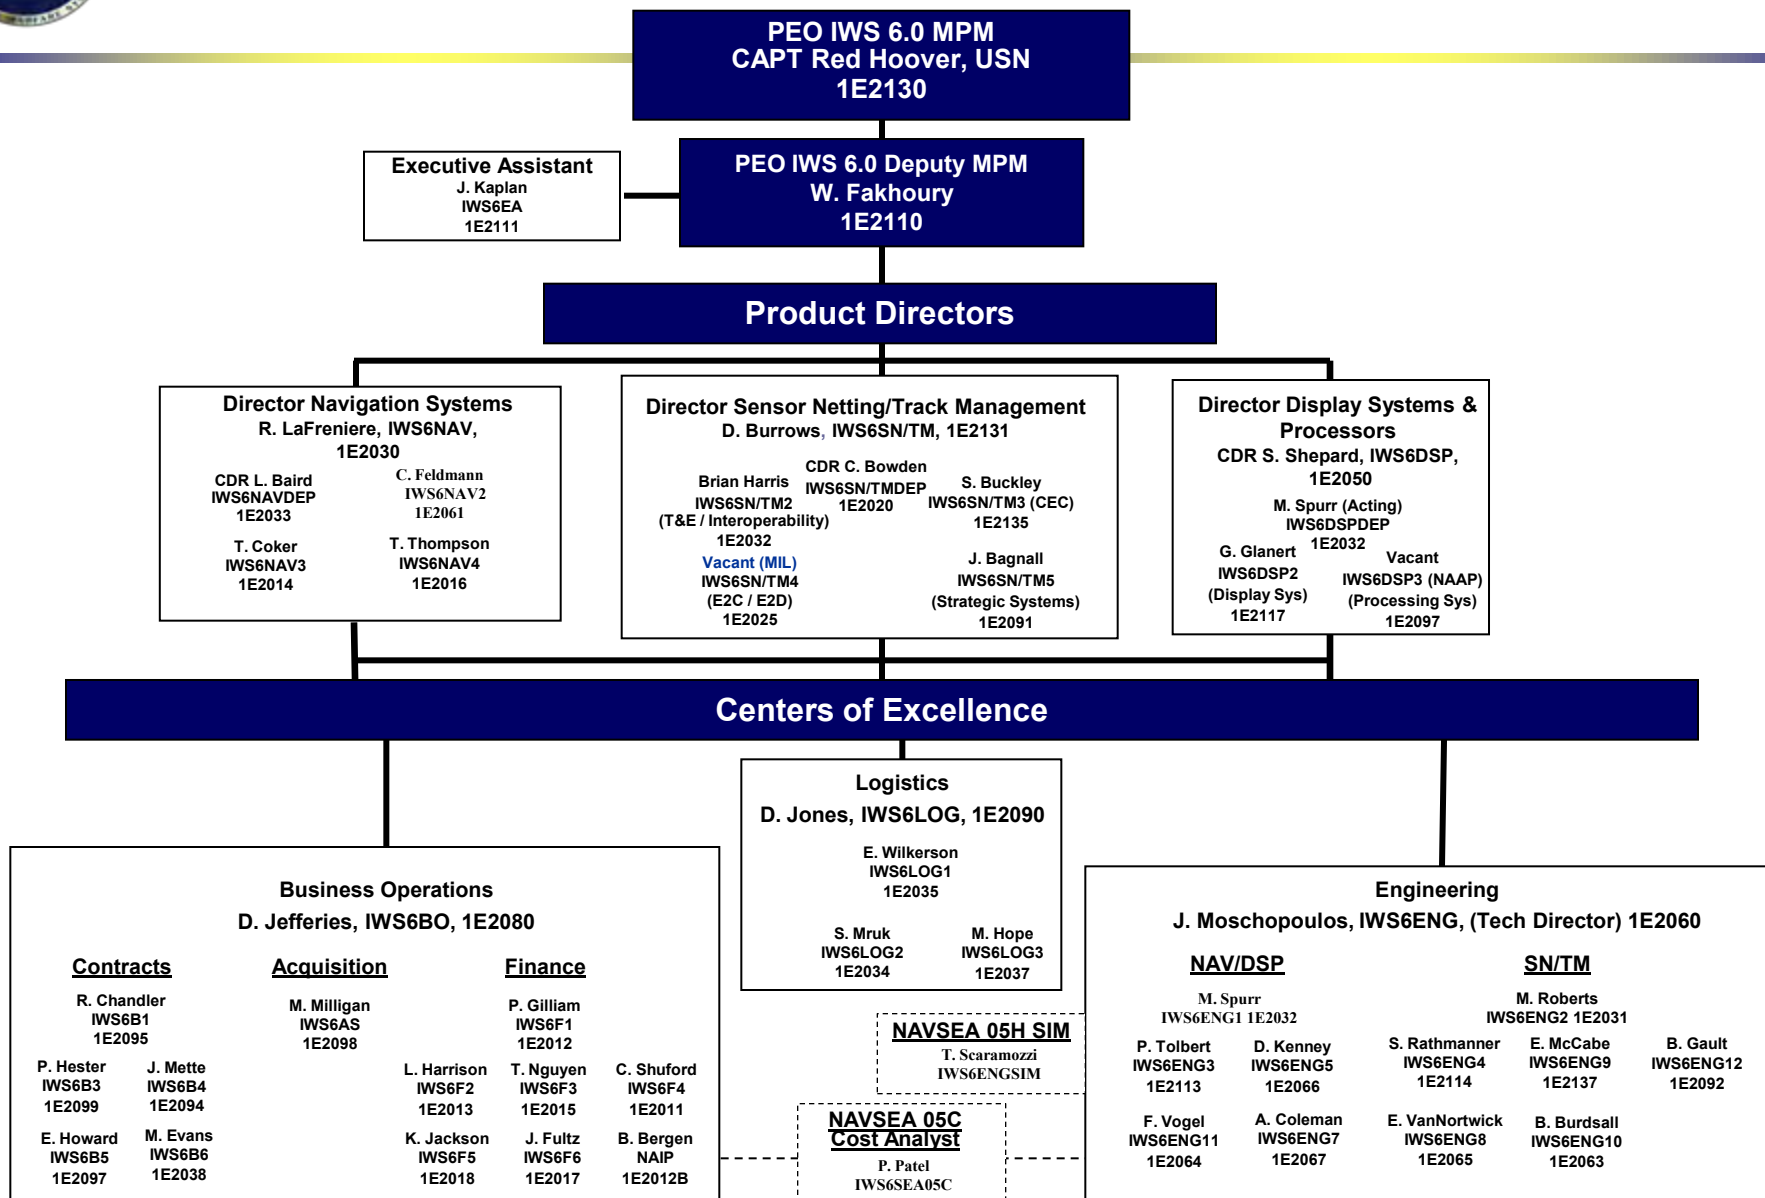 PEO IWS 6.0 MPM
CAPT Red Hoover, USN
1E2130
Executive Assistant
J. Kaplan
IWS6EA
1E2111
PEO IWS 6.0 Deputy MPM
W. Fakhoury
1E2110
Product Directors
Director Navigation Systems
R. LaFreniere, IWS6NAV,
1E2030
CDR L. Baird
IWS6NAVDEP
1E2033
C. Feldmann
IWS6NAV2
1E2061
T. Coker
IWS6NAV3
1E2014
T. Thompson
IWS6NAV4
1E2016
Director Sensor Netting/Track Management
D. Burrows, IWS6SN/TM, 1E2131
Brian Harris
IWS6SN/TM2
(T&E / Interoperability)
1E2032
CDR C. Bowden
IWS6SN/TMDEP
1E2020
S. Buckley
IWS6SN/TM3 (CEC)
1E2135
Vacant (MIL)
IWS6SN/TM4
(E2C / E2D)
1E2025
J. Bagnall
IWS6SN/TM5
(Strategic Systems)
1E2091
Director Display Systems &
Processors
CDR S. Shepard, IWS6DSP,
1E2050
M. Spurr (Acting)
IWS6DSPDEP
1E2032
G. Glanert
IWS6DSP2
(Display Sys)
1E2117
Vacant
IWS6DSP3 (NAAP)
(Processing Sys)
1E2097
Centers of Excellence
Logistics
D. Jones, IWS6LOG, 1E2090
E. Wilkerson
IWS6LOG1
1E2035
S. Mruk
IWS6LOG2
1E2034
M. Hope
IWS6LOG3
1E2037
Business Operations
D. Jefferies, IWS6BO, 1E2080
Contracts
R. Chandler
IWS6B1
1E2095
P. Hester
IWS6B3
1E2099
J. Mette
IWS6B4
1E2094
E. Howard
IWS6B5
1E2097
M. Evans
IWS6B6
1E2038
Acquisition
M. Milligan
IWS6AS
1E2098
Finance
P. Gilliam
IWS6F1
1E2012
L. Harrison
IWS6F2
1E2013
T. Nguyen
IWS6F3
1E2015
C. Shuford
IWS6F4
1E2011
K. Jackson
IWS6F5
1E2018
J. Fultz
IWS6F6
1E2017
B. Bergen
NAIP
1E2012B
NAVSEA 05H SIM
T. Scaramozzi
IWS6ENGSIM
NAVSEA 05C
Cost Analyst
P. Patel
IWS6SEA05C
Engineering
J. Moschopoulos, IWS6ENG, (Tech Director) 1E2060
NAV/DSP
M. Spurr
IWS6ENG1 1E2032
P. Tolbert
IWS6ENG3
1E2113
D. Kenney
IWS6ENG5
1E2066
F. Vogel
IWS6ENG11
1E2064
A. Coleman
IWS6ENG7
1E2067
SN/TM
M. Roberts
IWS6ENG2 1E2031
S. Rathmanner
IWS6ENG4
1E2114
E. McCabe
IWS6ENG9
1E2137
B. Gault
IWS6ENG12
1E2092
E. VanNortwick
IWS6ENG8
1E2065
B. Burdsall
IWS6ENG10
1E2063